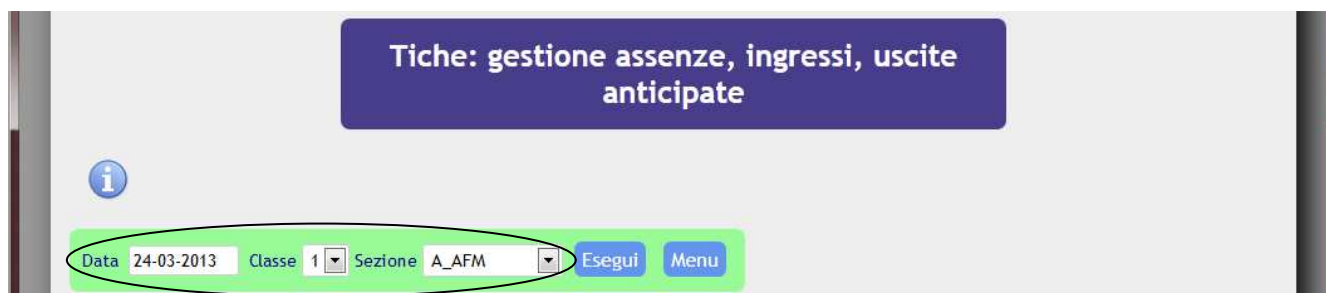 Tiche: gestione assenze, ingressi, uscite
anticipate
i
Data 24-03-2013 Classe 1 Sezione A_AFM Esegui Menu